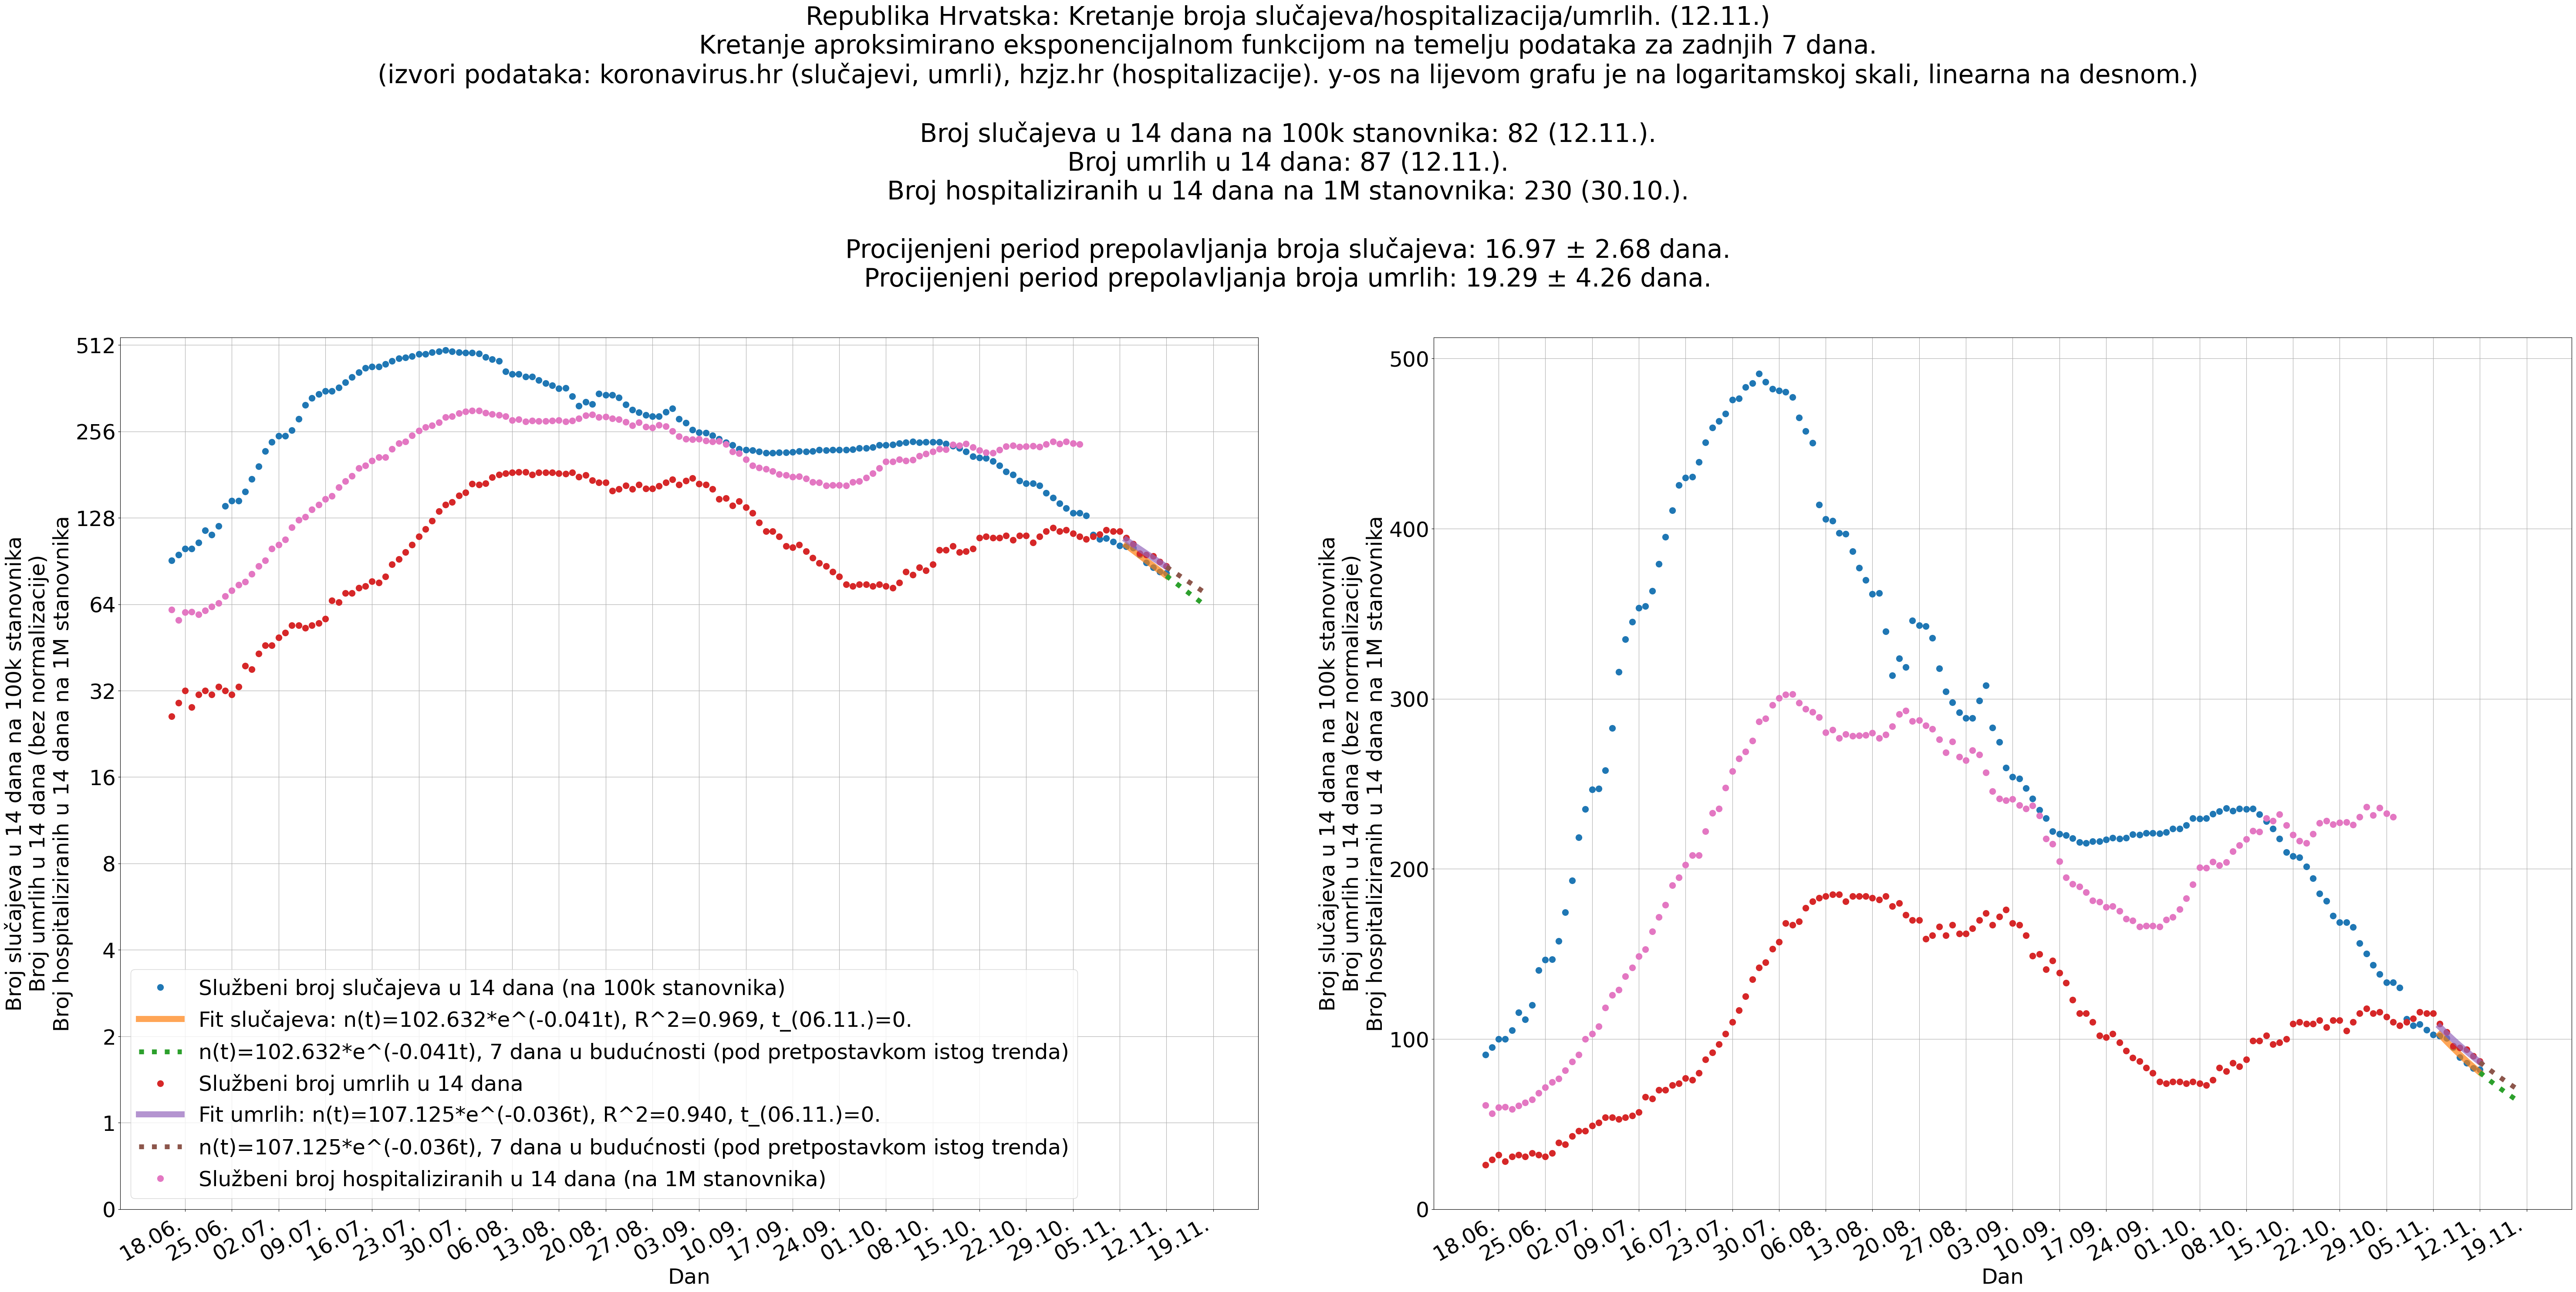 Republika Hrvatska: Kretanje broja slučajeva/hospitalizacija/umrlih. (12.11.)
Kretanje aproksimirano eksponencijalnom funkcijom na temelju podataka za zadnjih 7 dana.
(izvori podataka: koronavirus.hr (slučajevi, umrli), hzjz.hr (hospitalizacije). y-os na lijevom grafu je na logaritamskoj skali, linearna na desnom.)
Broj slučajeva u 14 dana na 100k stanovnika: 82 (12.11.).
Broj umrlih u 14 dana: 87 (12.11.).
Broj hospitaliziranih u 14 dana na 1M stanovnika: 230 (30.10.).
Procijenjeni period prepolavljanja broja slučajeva: 16.97 ± 2.68 dana.
Procijenjeni period prepolavljanja broja umrlih: 19.29 ± 4.26 dana.
Broj slučajeva u 14 dana na 100k stanovnika
Broj umrlih u 14 dana (bez normalizacije)
Broj hospitaliziranih u 14 dana na 1M stanovnika
512
256
128
64
32
16
8
4
2
1
0
Službeni broj slučajeva u 14 dana (na 100k stanovnika)
Fit slučajeva: n(t)=102.632*e^(-0.041t), R^2=0.969, t_(06.11.)=0.
n(t)=102.632*e^(-0.041t), 7 dana u budućnosti (pod pretpostavkom istog trenda)
Službeni broj umrlih u 14 dana
Fit umrlih: n(t)=107.125*e^(-0.036t), R^2=0.940, t_(06.11.)=0.
n(t)=107.125*e^(-0.036t), 7 dana u budućnosti (pod pretpostavkom istog trenda)
Službeni broj hospitaliziranih u 14 dana (na 1M stanovnika)
18.06. 25.06. 02.07. 09.07. 16.07. 23.07. 30.07. 06.08. 13.08. 20.08. 27.08. 03.09. 10.09. 17.09. 24.09. 01.10. 08.10. 15.10. 22.10. 29.10. 05.11. 12.11. 19.11.
Dan
Broj slučajeva u 14 dana na 100k stanovnika
Broj umrlih u 14 dana (bez normalizacije)
Broj hospitaliziranih u 14 dana na 1M stanovnika
500
400
300
200
100
0
18.06. 25.06. 02.07. 09.07. 16.07. 23.07. 30.07. 06.08. 13.08. 20.08. 27.08. 03.09. 10.09. 17.09. 24.09. 01.10. 08.10. 15.10. 22.10. 29.10. 05.11. 12.11. 19.11.
Dan